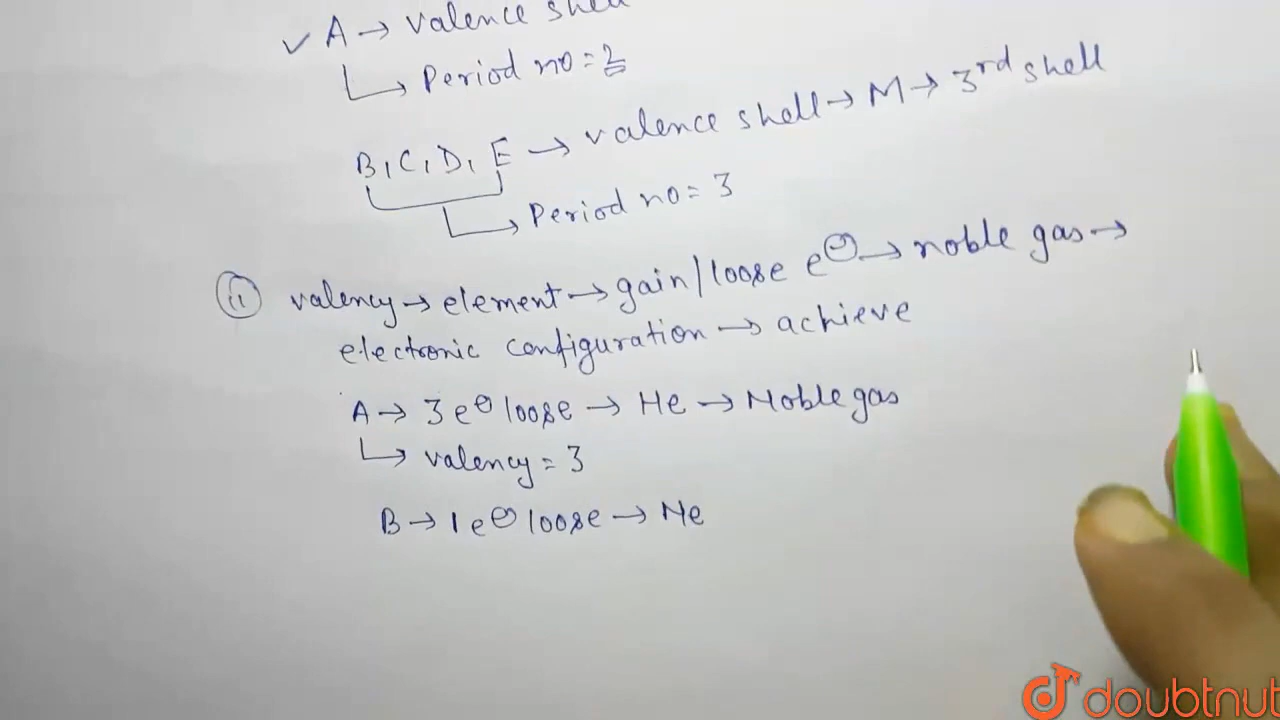 ✓ A → valence shell
↳ Period no = 2
B, C, D, E → valence shell → M → 3rd shell
↳ Period no = 3
(ii) valency → element → gain/loose e⊖ → noble gas →
electronic configuration → achieve
A → 3 e⊖ loose → He → Noble gas
↳ valency = 3
B → 1 e⊖ loose → Ne
doubtnut